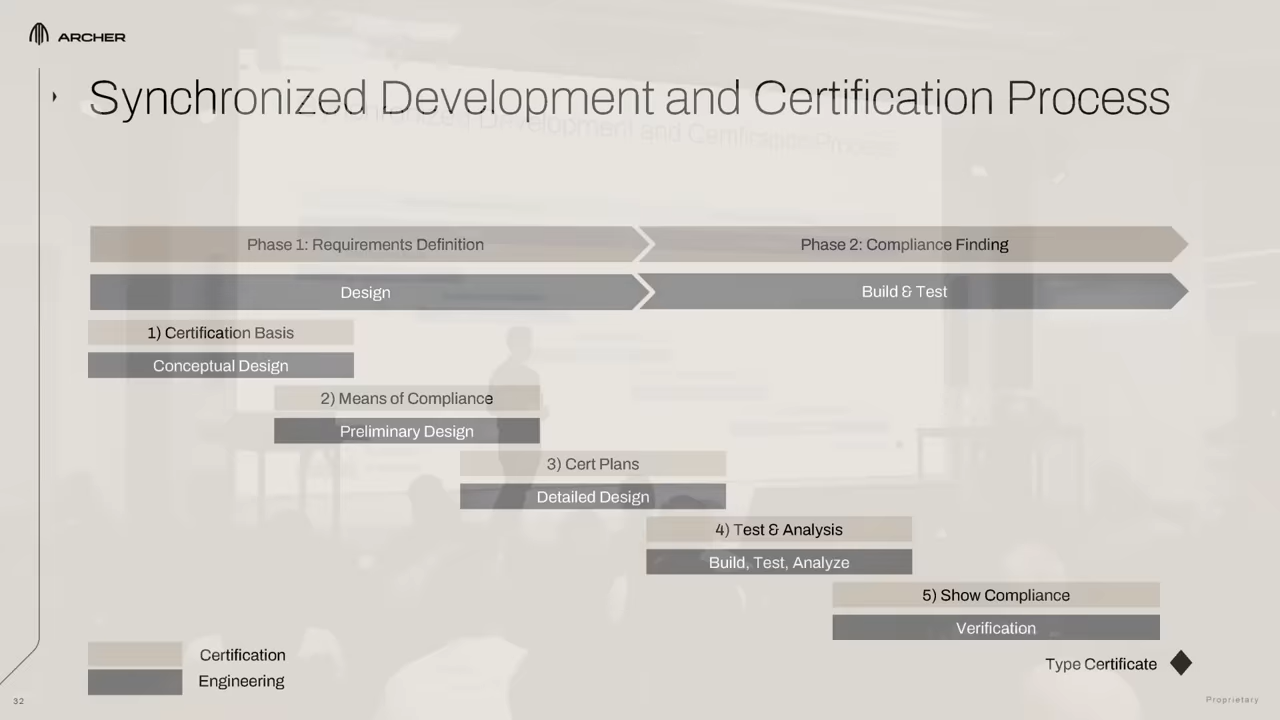 ARCHER
Synchronized Development and Certification Process
Phase 1: Requirements Definition
Phase 2: Compliance Finding
Design
Build & Test
1) Certification Basis
Conceptual Design
2) Means of Compliance
Preliminary Design
3) Cert Plans
Detailed Design
4) Test & Analysis
Build, Test, Analyze
5) Show Compliance
Verification
Certification
Engineering
Type Certificate
32
Proprietary